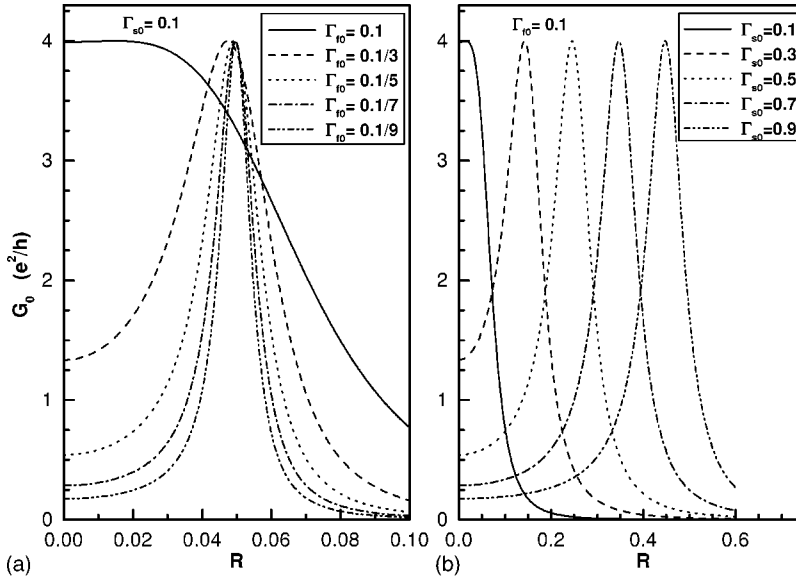 Γs0= 0.1
Γf0= 0.1
Γf0= 0.1/3
Γf0= 0.1/5
Γf0= 0.1/7
Γf0= 0.1/9
G0 (e²/h)
4
3
2
1
0
0.00 0.02 0.04 0.06 0.08 0.10
(a) R
Γf0= 0.1
Γs0=0.1
Γs0=0.3
Γs0=0.5
Γs0=0.7
Γs0=0.9
4
3
2
1
0
0.0 0.2 0.4 0.6
(b) R